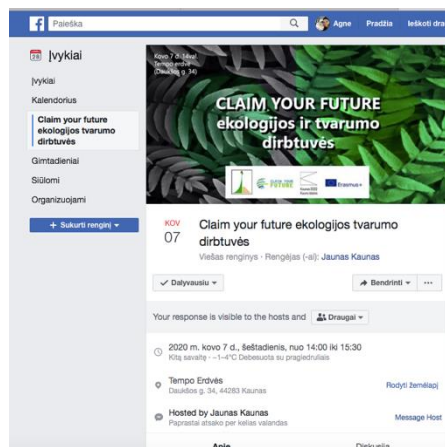 Paieška
Agne
Pradžia
Ieškoti dra
Įvykiai
Įvykiai
Kalendorius
Claim your future
ekologijos tvarumo
dirbtuvės
Gimtadieniai
Siūlomi
Organizuojami
+ Sukurti renginį
Kovo 7 d. 14val.
Tempo erdvė
(Daukšos g. 34)
CLAIM YOUR FUTURE
ekologijos ir tvarumo
dirbtuvės
CLAIM YOUR
FUTURE
Erasmus+
KOV
07
Claim your future ekologijos tvarumo
dirbtuvės
Viešas renginys · Rengėjas (-ai): Jaunas Kaunas
Dalyvausiu
Bendrinti
Your response is visible to the hosts and
Draugai
2020 m. kovo 7 d., šeštadienis, nuo 14:00 iki 15:30
Kitą savaitę · −1–4°C Debesuota su pragiedruliais
Tempo Erdvės
Daukšos g. 34, 44283 Kaunas
Rodyti žemėlapį
Hosted by Jaunas Kaunas
Paprastai atsako per kelias valandas
Message Host
Apie
Diskusija